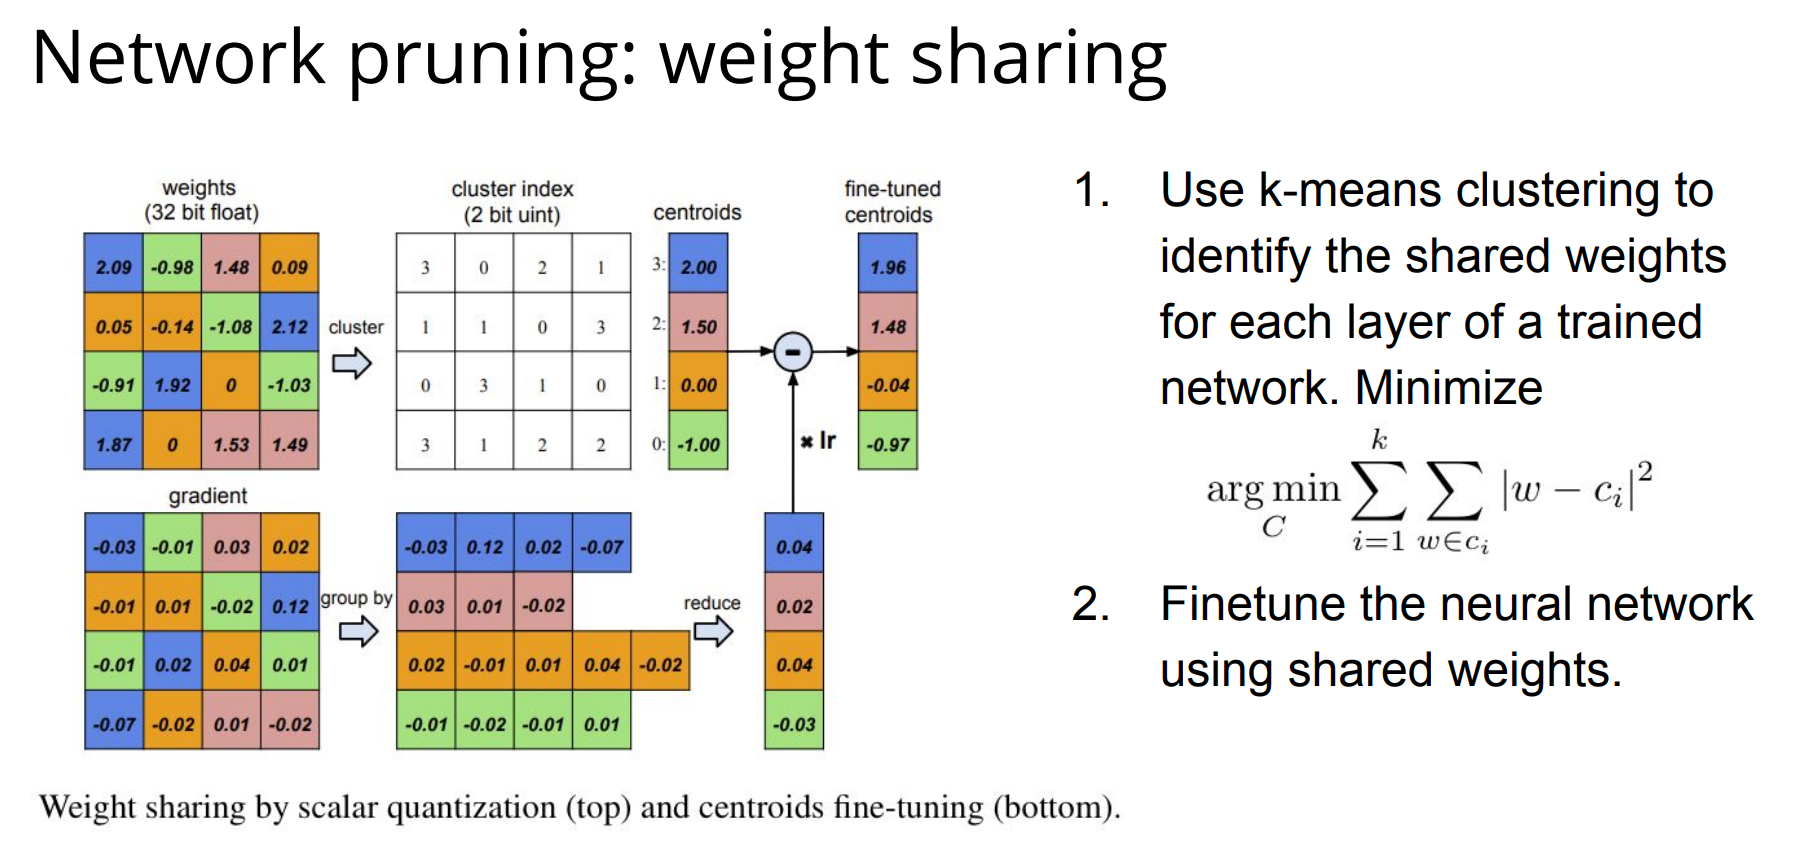 Network pruning: weight sharing
weights
(32 bit float)
2.09 -0.98 1.48 0.09
0.05 -0.14 -1.08 2.12
-0.91 1.92 0 -1.03
1.87 0 1.53 1.49
cluster
cluster index
(2 bit uint)
3 0 2 1
1 1 0 3
0 3 1 0
3 1 2 2
centroids
3: 2.00
2: 1.50
1: 0.00
0: -1.00
-
× lr
fine-tuned
centroids
1.96
1.48
-0.04
-0.97
gradient
-0.03 -0.01 0.03 0.02
-0.01 0.01 -0.02 0.12
-0.01 0.02 0.04 0.01
-0.07 -0.02 0.01 -0.02
group by
-0.03 0.12 0.02 -0.07
0.03 0.01 -0.02
0.02 -0.01 0.01 0.04 -0.02
-0.01 -0.02 -0.01 0.01
reduce
0.04
0.02
0.04
-0.03
Weight sharing by scalar quantization (top) and centroids fine-tuning (bottom).
1. Use k-means clustering to
identify the shared weights
for each layer of a trained
network. Minimize
k
arg min ∑ ∑ |w − cᵢ|²
C i=1 w∈cᵢ
2. Finetune the neural network
using shared weights.